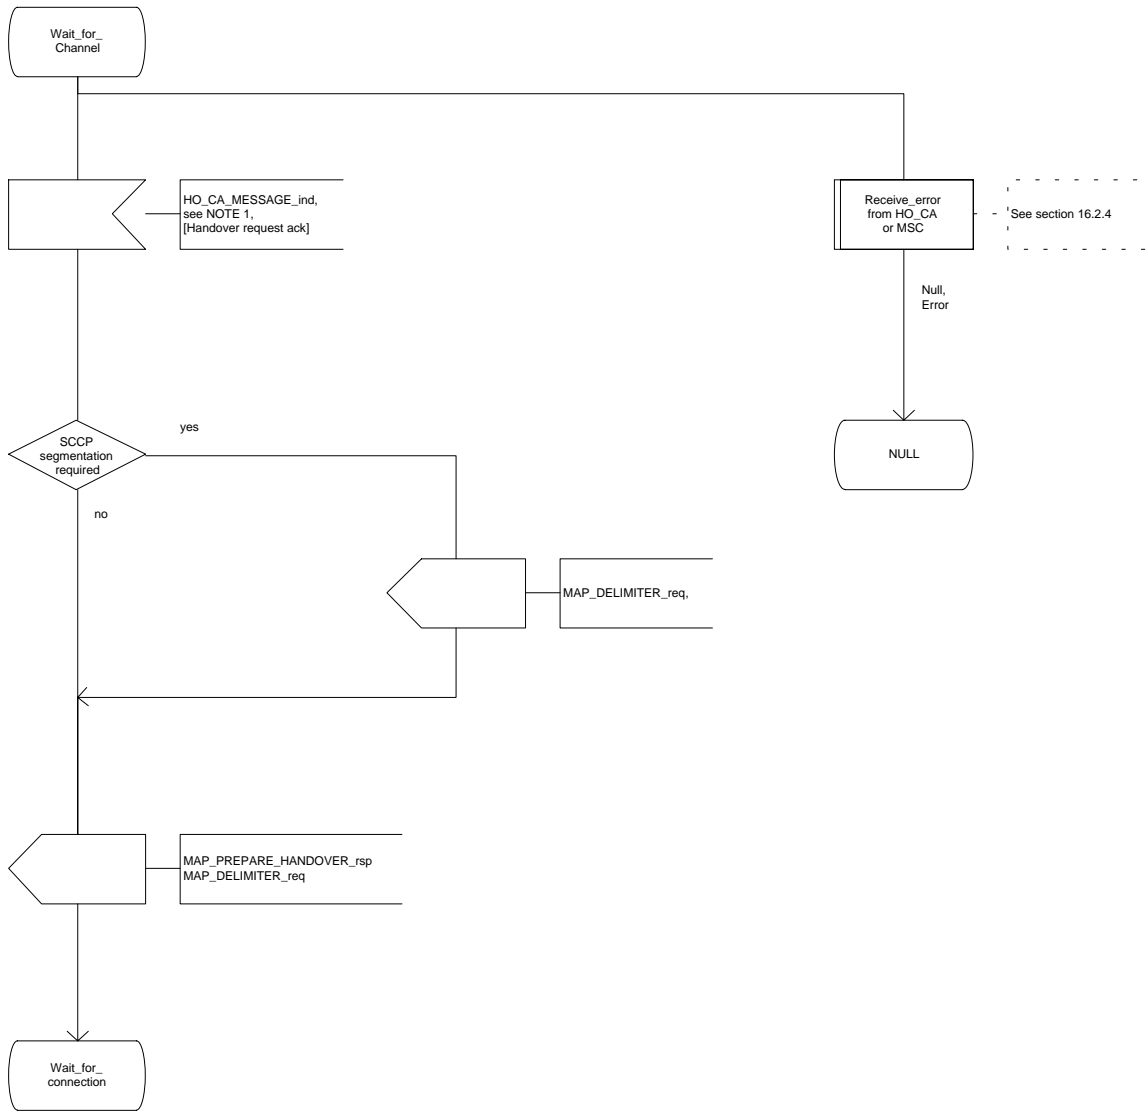 Wait_for_
Channel
HO_CA_MESSAGE_ind,
see NOTE 1,
[Handover request ack]
Receive_error
from HO_CA
or MSC
See section 16.2.4
Null,
Error
SCCP
segmentation
required
yes
NULL
no
MAP_DELIMITER_req,
MAP_PREPARE_HANDOVER_rsp
MAP_DELIMITER_req
Wait_for_
connection